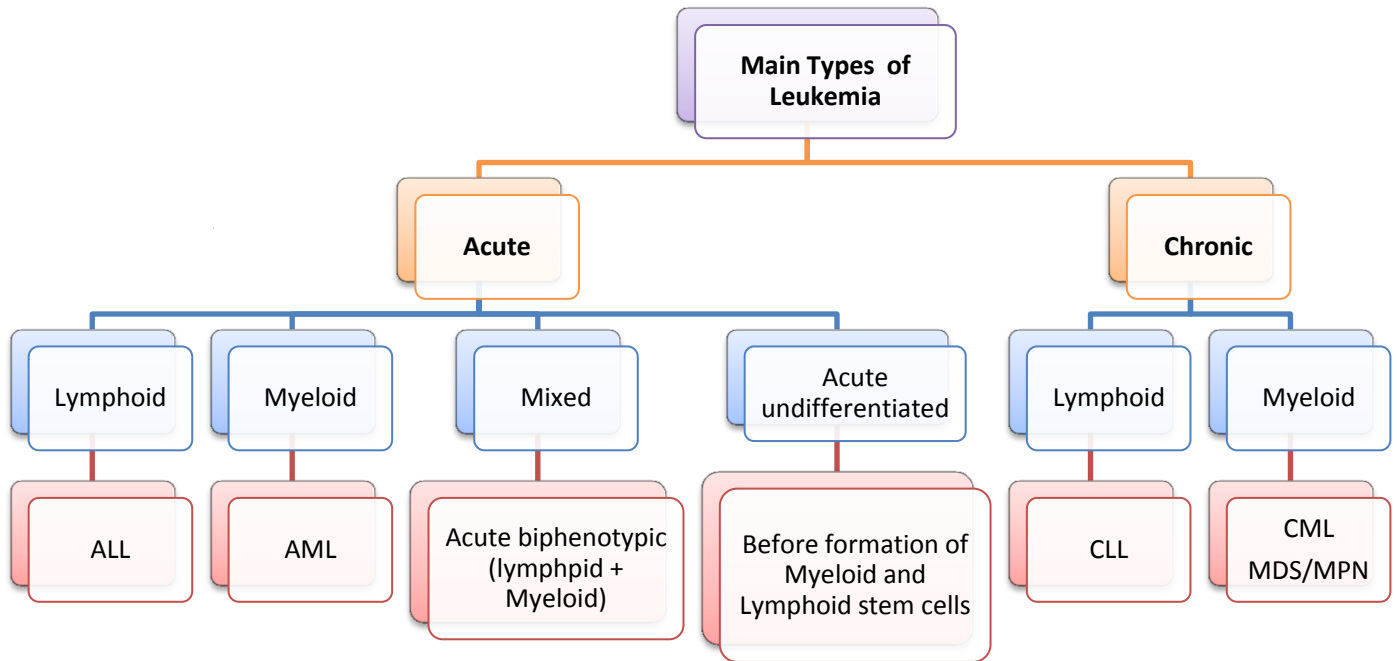 Main Types of
Leukemia
Acute
Chronic
Lymphoid
Myeloid
Mixed
Acute
undifferentiated
Lymphoid
Myeloid
ALL
AML
Acute biphenotypic
(lymphpid +
Myeloid)
Before formation of
Myeloid and
Lymphoid stem cells
CLL
CML
MDS/MPN